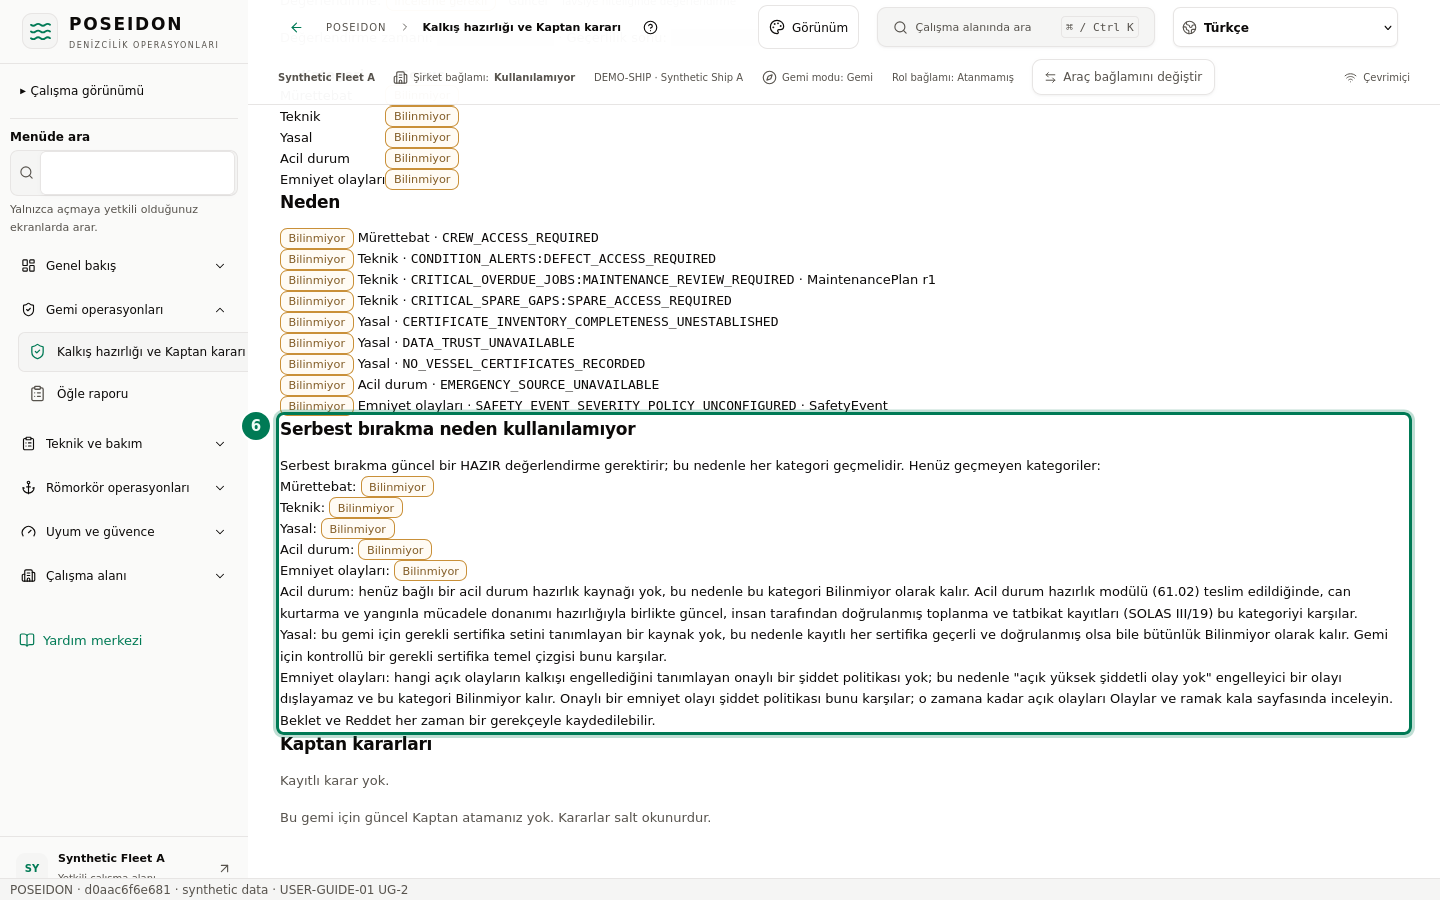 POSEIDON
DENİZCİLİK OPERASYONLARI
POSEIDON
Kalkış hazırlığı ve Kaptan kararı
Görünüm
Çalışma alanında ara
⌘ / Ctrl K
Türkçe
Synthetic Fleet A
Şirket bağlamı: Kullanılamıyor
DEMO-SHIP · Synthetic Ship A
Gemi modu: Gemi
Rol bağlamı: Atanmamış
Araç bağlamını değiştir
Çevrimiçi
▸ Çalışma görünümü
Menüde ara
Yalnızca açmaya yetkili olduğunuz
ekranlarda arar.
Genel bakış
Gemi operasyonları
Kalkış hazırlığı ve Kaptan kararı
Öğle raporu
Teknik ve bakım
Römorkör operasyonları
Uyum ve güvence
Çalışma alanı
Yardım merkezi
SY
Synthetic Fleet A
Yetkili çalışma alanı
Mürettebat
Teknik Bilinmiyor
Yasal Bilinmiyor
Acil durum Bilinmiyor
Emniyet olayları Bilinmiyor
Neden
Bilinmiyor Mürettebat · CREW_ACCESS_REQUIRED
Bilinmiyor Teknik · CONDITION_ALERTS:DEFECT_ACCESS_REQUIRED
Bilinmiyor Teknik · CRITICAL_OVERDUE_JOBS:MAINTENANCE_REVIEW_REQUIRED · MaintenancePlan r1
Bilinmiyor Teknik · CRITICAL_SPARE_GAPS:SPARE_ACCESS_REQUIRED
Bilinmiyor Yasal · CERTIFICATE_INVENTORY_COMPLETENESS_UNESTABLISHED
Bilinmiyor Yasal · DATA_TRUST_UNAVAILABLE
Bilinmiyor Yasal · NO_VESSEL_CERTIFICATES_RECORDED
Bilinmiyor Acil durum · EMERGENCY_SOURCE_UNAVAILABLE
Bilinmiyor Emniyet olayları · SAFETY_EVENT_SEVERITY_POLICY_UNCONFIGURED · SafetyEvent
6
Serbest bırakma neden kullanılamıyor
Serbest bırakma güncel bir HAZIR değerlendirme gerektirir; bu nedenle her kategori geçmelidir. Henüz geçmeyen kategoriler:
Mürettebat: Bilinmiyor
Teknik: Bilinmiyor
Yasal: Bilinmiyor
Acil durum: Bilinmiyor
Emniyet olayları: Bilinmiyor
Acil durum: henüz bağlı bir acil durum hazırlık kaynağı yok, bu nedenle bu kategori Bilinmiyor olarak kalır. Acil durum hazırlık modülü (61.02) teslim edildiğinde, can
kurtarma ve yangınla mücadele donanımı hazırlığıyla birlikte güncel, insan tarafından doğrulanmış toplanma ve tatbikat kayıtları (SOLAS III/19) bu kategoriyi karşılar.
Yasal: bu gemi için gerekli sertifika setini tanımlayan bir kaynak yok, bu nedenle kayıtlı her sertifika geçerli ve doğrulanmış olsa bile bütünlük Bilinmiyor olarak kalır. Gemi
için kontrollü bir gerekli sertifika temel çizgisi bunu karşılar.
Emniyet olayları: hangi açık olayların kalkışı engellediğini tanımlayan onaylı bir şiddet politikası yok; bu nedenle "açık yüksek şiddetli olay yok" engelleyici bir olayı
dışlayamaz ve bu kategori Bilinmiyor kalır. Onaylı bir emniyet olayı şiddet politikası bunu karşılar; o zamana kadar açık olayları Olaylar ve ramak kala sayfasında inceleyin.
Beklet ve Reddet her zaman bir gerekçeyle kaydedilebilir.
Kaptan kararları
Kayıtlı karar yok.
Bu gemi için güncel Kaptan atamanız yok. Kararlar salt okunurdur.
POSEIDON · d0aac6f6e681 · synthetic data · USER-GUIDE-01 UG-2